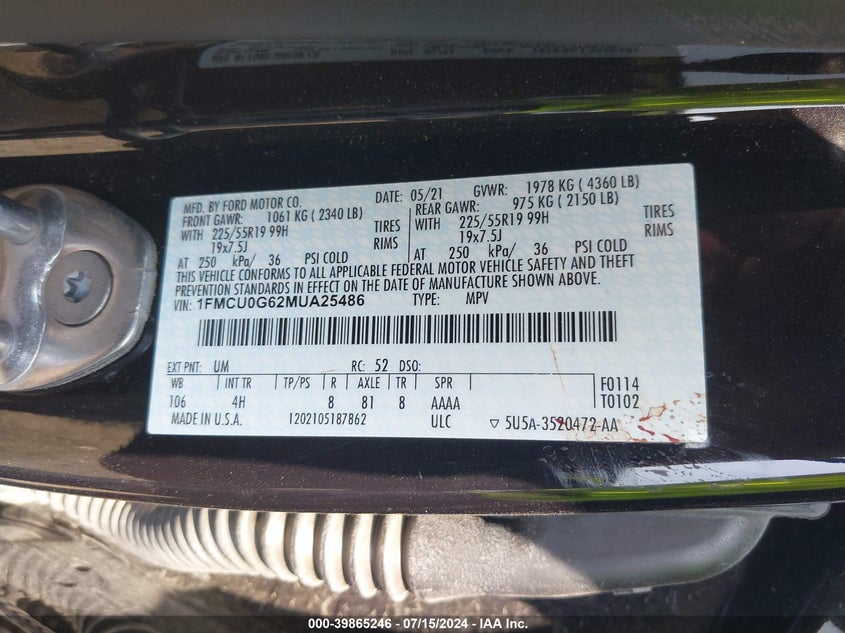 MFD. BY FORD MOTOR CO. DATE: 05/21 GVWR: 1978 KG ( 4360 LB)
FRONT GAWR: 1061 KG ( 2340 LB) REAR GAWR: 975 KG ( 2150 LB)
WITH 225/55R19 99H TIRES WITH 225/55R19 99H TIRES
19x7.5J RIMS 19x7.5J RIMS
AT 250 kPa/ 36 PSI COLD AT 250 kPa/ 36 PSI COLD
THIS VEHICLE CONFORMS TO ALL APPLICABLE FEDERAL MOTOR VEHICLE SAFETY AND THEFT
PREVENTION STANDARDS IN EFFECT ON THE DATE OF MANUFACTURE SHOWN ABOVE.
VIN: 1FMCU0G62MUA25486 TYPE: MPV
EXT PNT: UM RC: 52 DSO:
WB INT TR TP/PS R AXLE TR SPR F0114
106 4H 8 81 8 AAAA T0102
MADE IN U.S.A. 1202105187862 ULC ▽ 5U5A-3520472-AA
000-39865246 - 07/15/2024 - IAA Inc.